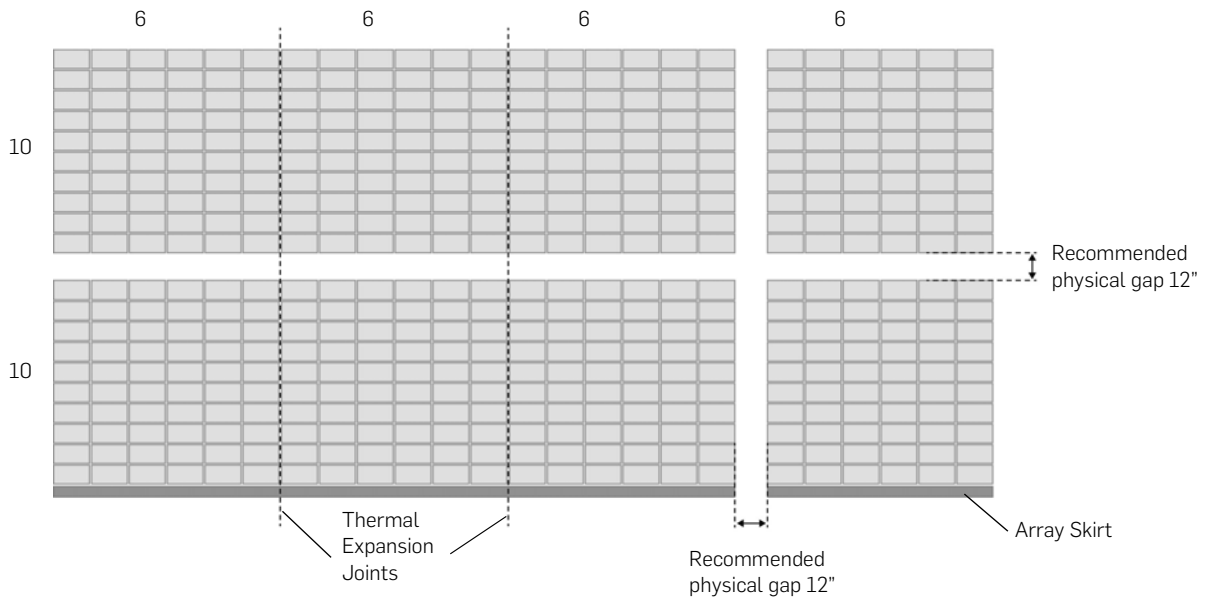 6 6 6 6
10
Recommended
physical gap 12”
10
Thermal
Expansion
Joints
Recommended
physical gap 12”
Array Skirt